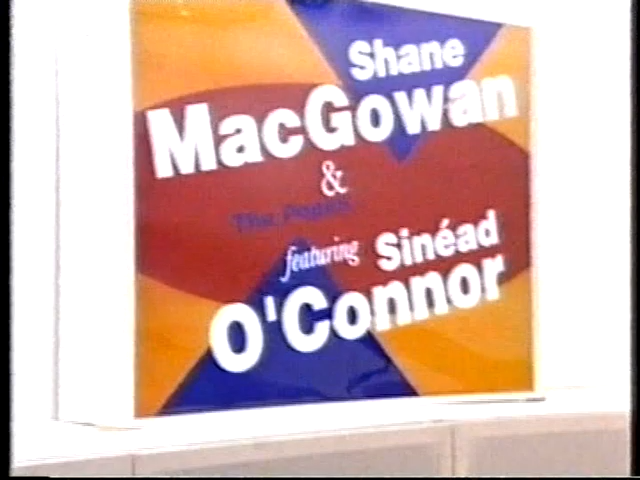 Shane
MacGowan
&
The Popes
featuring Sinéad
O'Connor